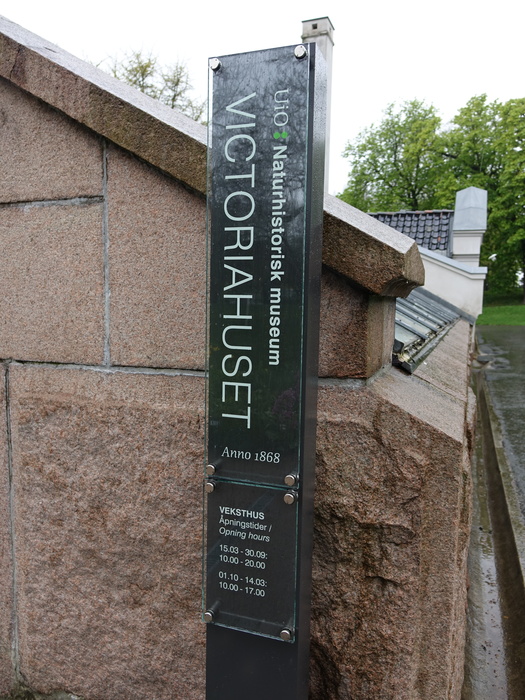 UiO Naturhistorisk museum
VICTORIAHUSET
Anno 1868
VEKSTHUS
Åpningstider /
Opning hours
15.03 - 30.09:
10.00 - 20.00
01.10 - 14.03:
10.00 - 17.00